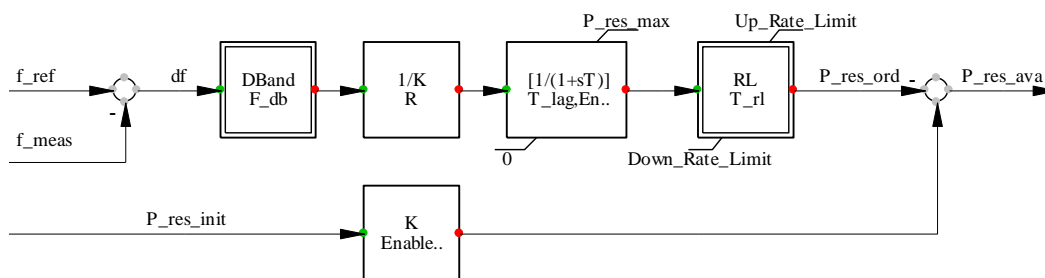 P_res_max
Up_Rate_Limit
f_ref
df
DBand
F_db
1/K
R
[1/(1+sT)]
T_lag,En..
RL
T_rl
P_res_ord
-
P_res_ava
-
f_meas
0
Down_Rate_Limit
P_res_init
K
Enable..